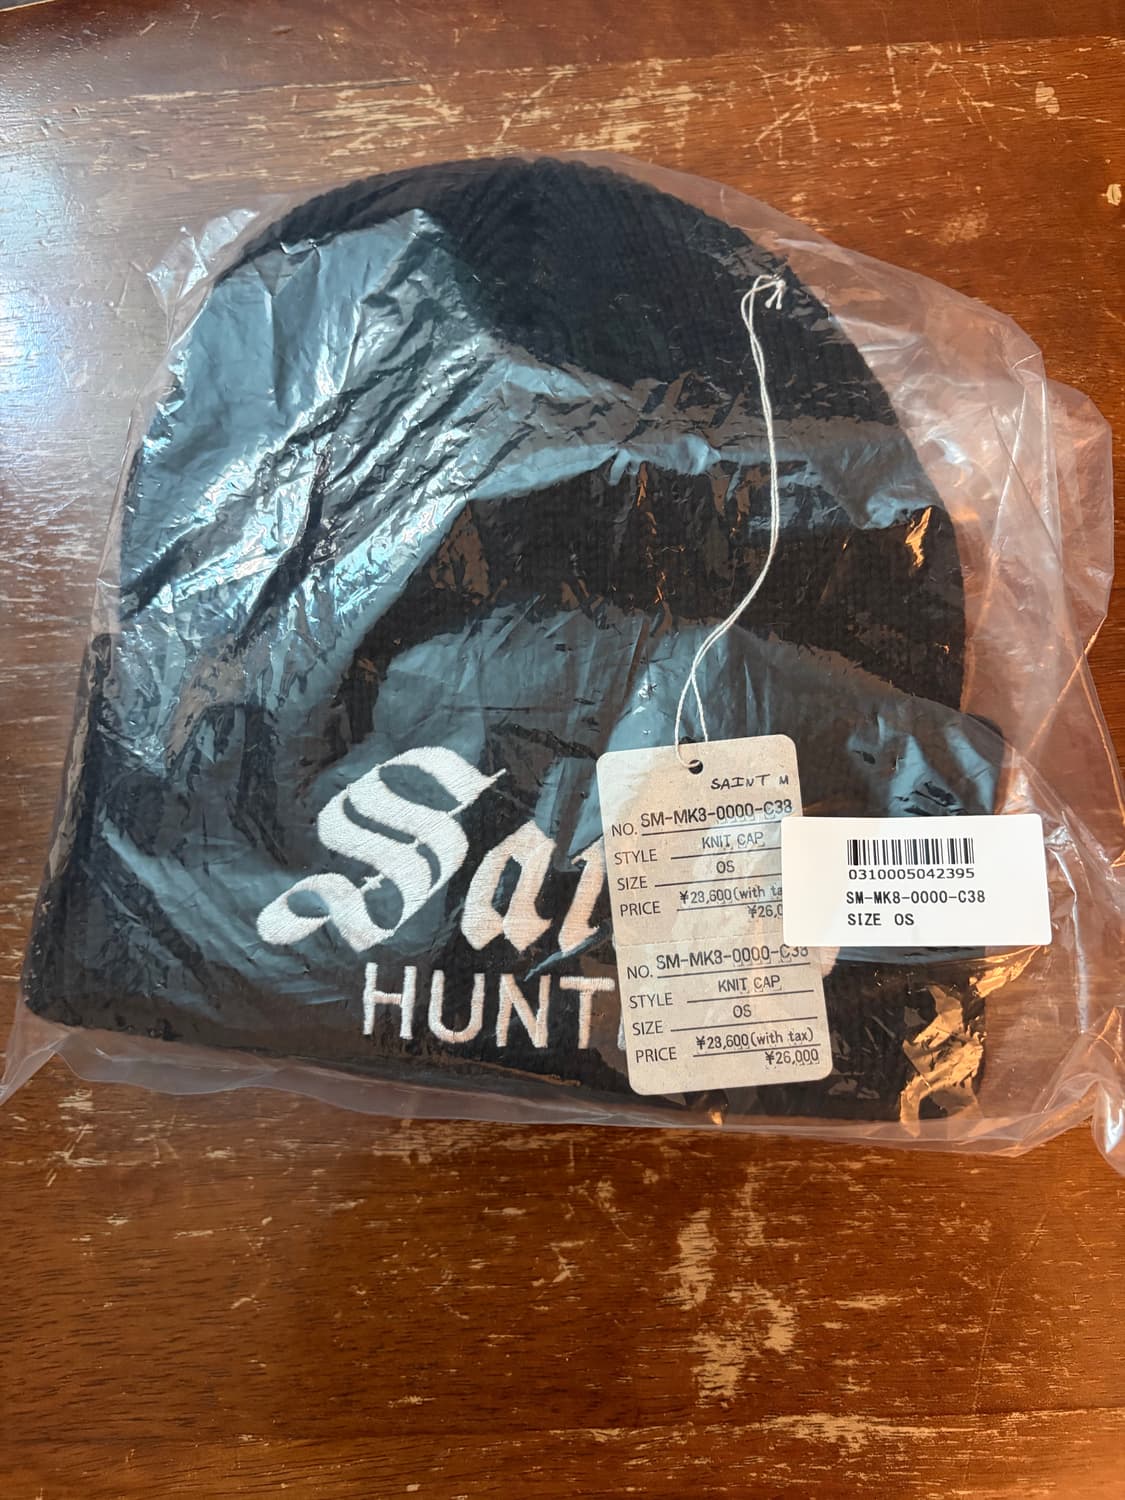 Sai
HUNT
SAINT M
NO. SM-MK8-0000-C38
STYLE KNIT CAP
SIZE OS
PRICE ¥28,600(with ta
¥26,0
NO. SM-MK8-0000-C38
STYLE KNIT CAP
SIZE OS
PRICE ¥28,600(with tax)
¥26,000
0310005042395
SM-MK8-0000-C38
SIZE OS